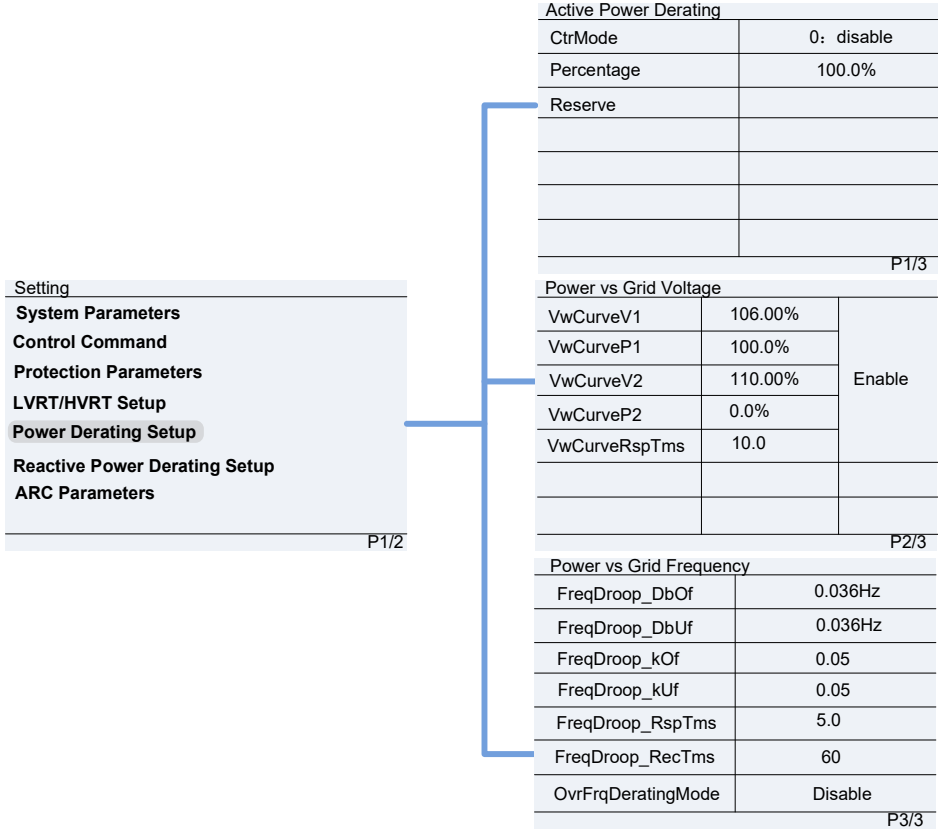 Setting
System Parameters
Control Command
Protection Parameters
LVRT/HVRT Setup
Power Derating Setup
Reactive Power Derating Setup
ARC Parameters
P1/2
Active Power Derating
CtrMode 0：disable
Percentage 100.0%
Reserve
P1/3
Power vs Grid Voltage
VwCurveV1 106.00%
VwCurveP1 100.0%
VwCurveV2 110.00% Enable
VwCurveP2 0.0%
VwCurveRspTms 10.0
P2/3
Power vs Grid Frequency
FreqDroop_DbOf 0.036Hz
FreqDroop_DbUf 0.036Hz
FreqDroop_kOf 0.05
FreqDroop_kUf 0.05
FreqDroop_RspTms 5.0
FreqDroop_RecTms 60
OvrFrqDeratingMode Disable
P3/3